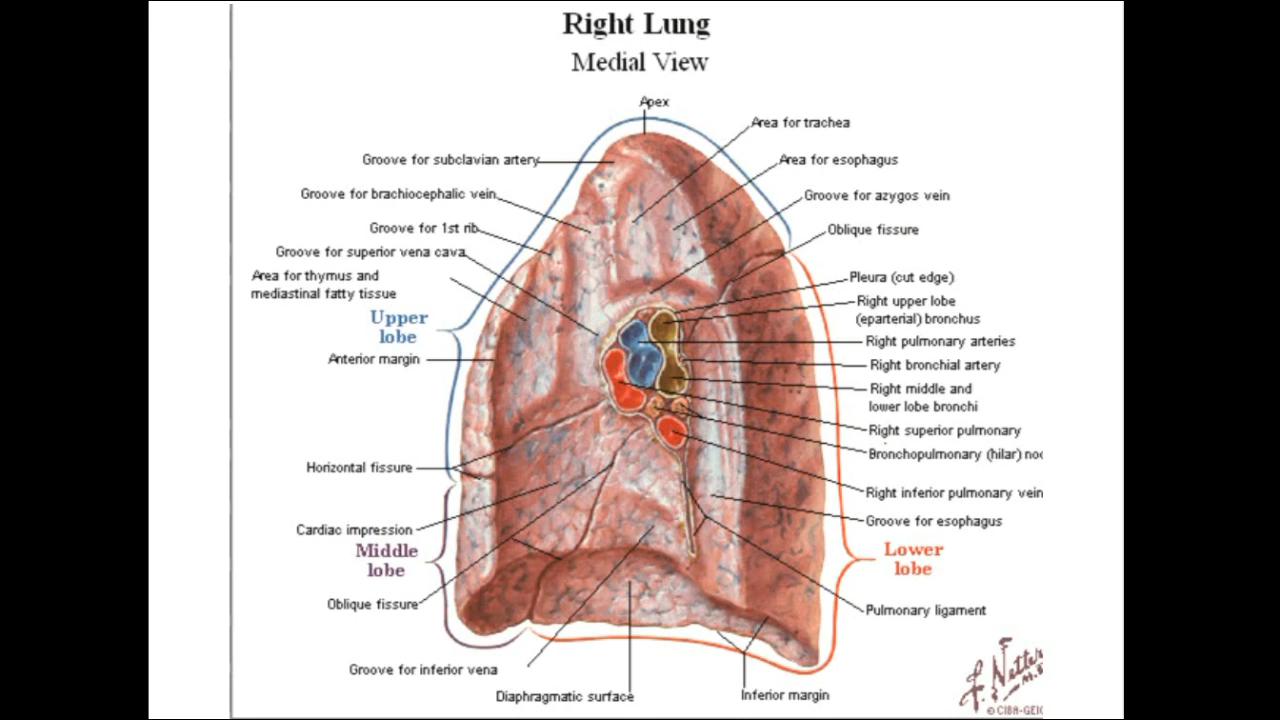 Right Lung
Medial View
Apex
Area for trachea
Groove for subclavian artery
Area for esophagus
Groove for brachiocephalic vein
Groove for azygos vein
Groove for 1st rib
Oblique fissure
Groove for superior vena cava
Area for thymus and
mediastinal fatty tissue
Pleura (cut edge)
Right upper lobe
(eparterial) bronchus
Upper
lobe
Right pulmonary arteries
Anterior margin
Right bronchial artery
Right middle and
lower lobe bronchi
Right superior pulmonary
Bronchopulmonary (hilar)
Horizontal fissure
Right inferior pulmonary vein
Cardiac impression
Groove for esophagus
Middle
lobe
Lower
lobe
Oblique fissure
Pulmonary ligament
Groove for inferior vena
Diaphragmatic surface
Inferior margin
F. Netter
M.D.
© CIBA-GEIG